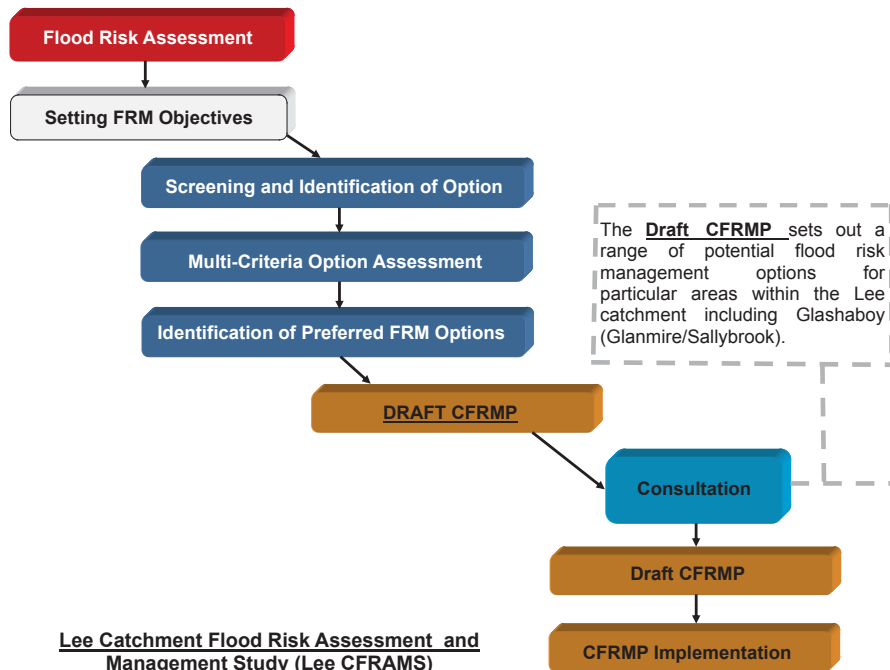 Flood Risk Assessment
Setting FRM Objectives
Screening and Identification of Option
Multi-Criteria Option Assessment
Identification of Preferred FRM Options
The Draft CFRMP sets out a
range of potential flood risk
management options for
particular areas within the Lee
catchment including Glashaboy
(Glanmire/Sallybrook).
DRAFT CFRMP
Consultation
Draft CFRMP
CFRMP Implementation
Lee Catchment Flood Risk Assessment and
Management Study (Lee CFRAMS)